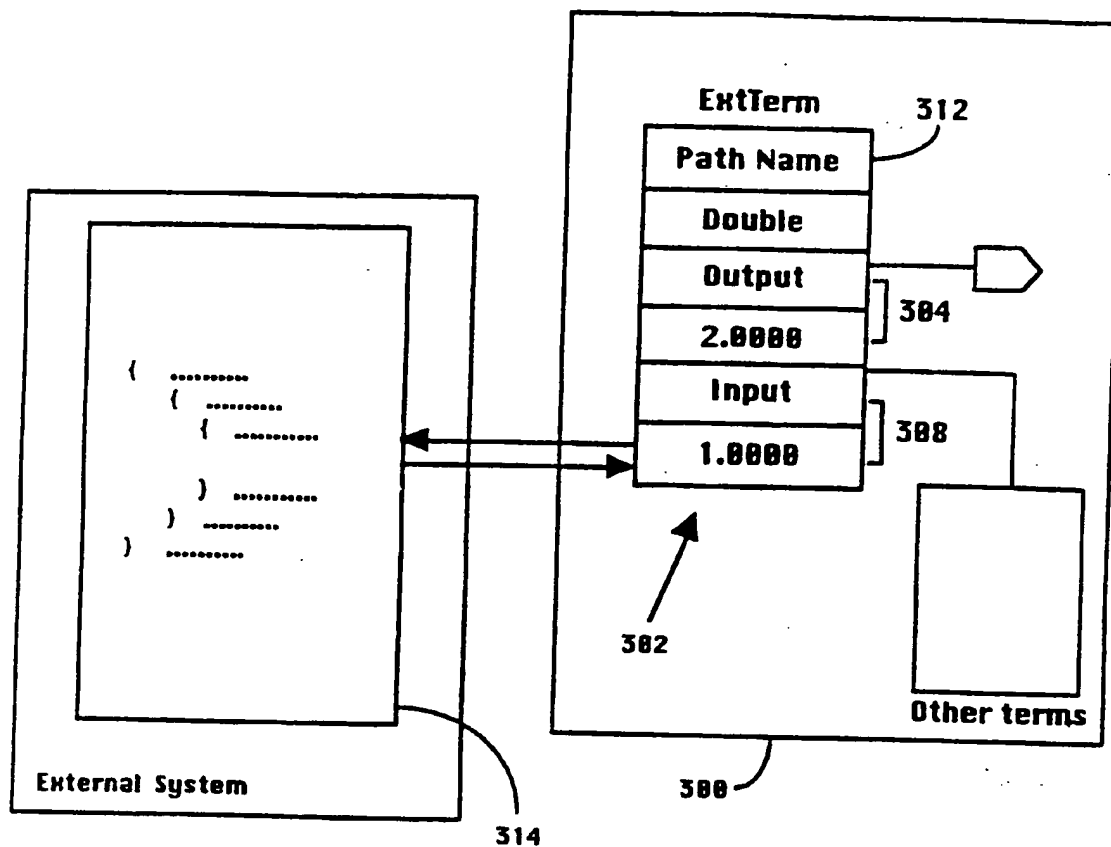 ExtTerm
312
Path Name
Double
Output
304
2.0000
Input
308
1.0000
{ ..........
{ ..........
{ ...........
} ...........
} ..........
} ..........
302
Other terms
External System
300
314